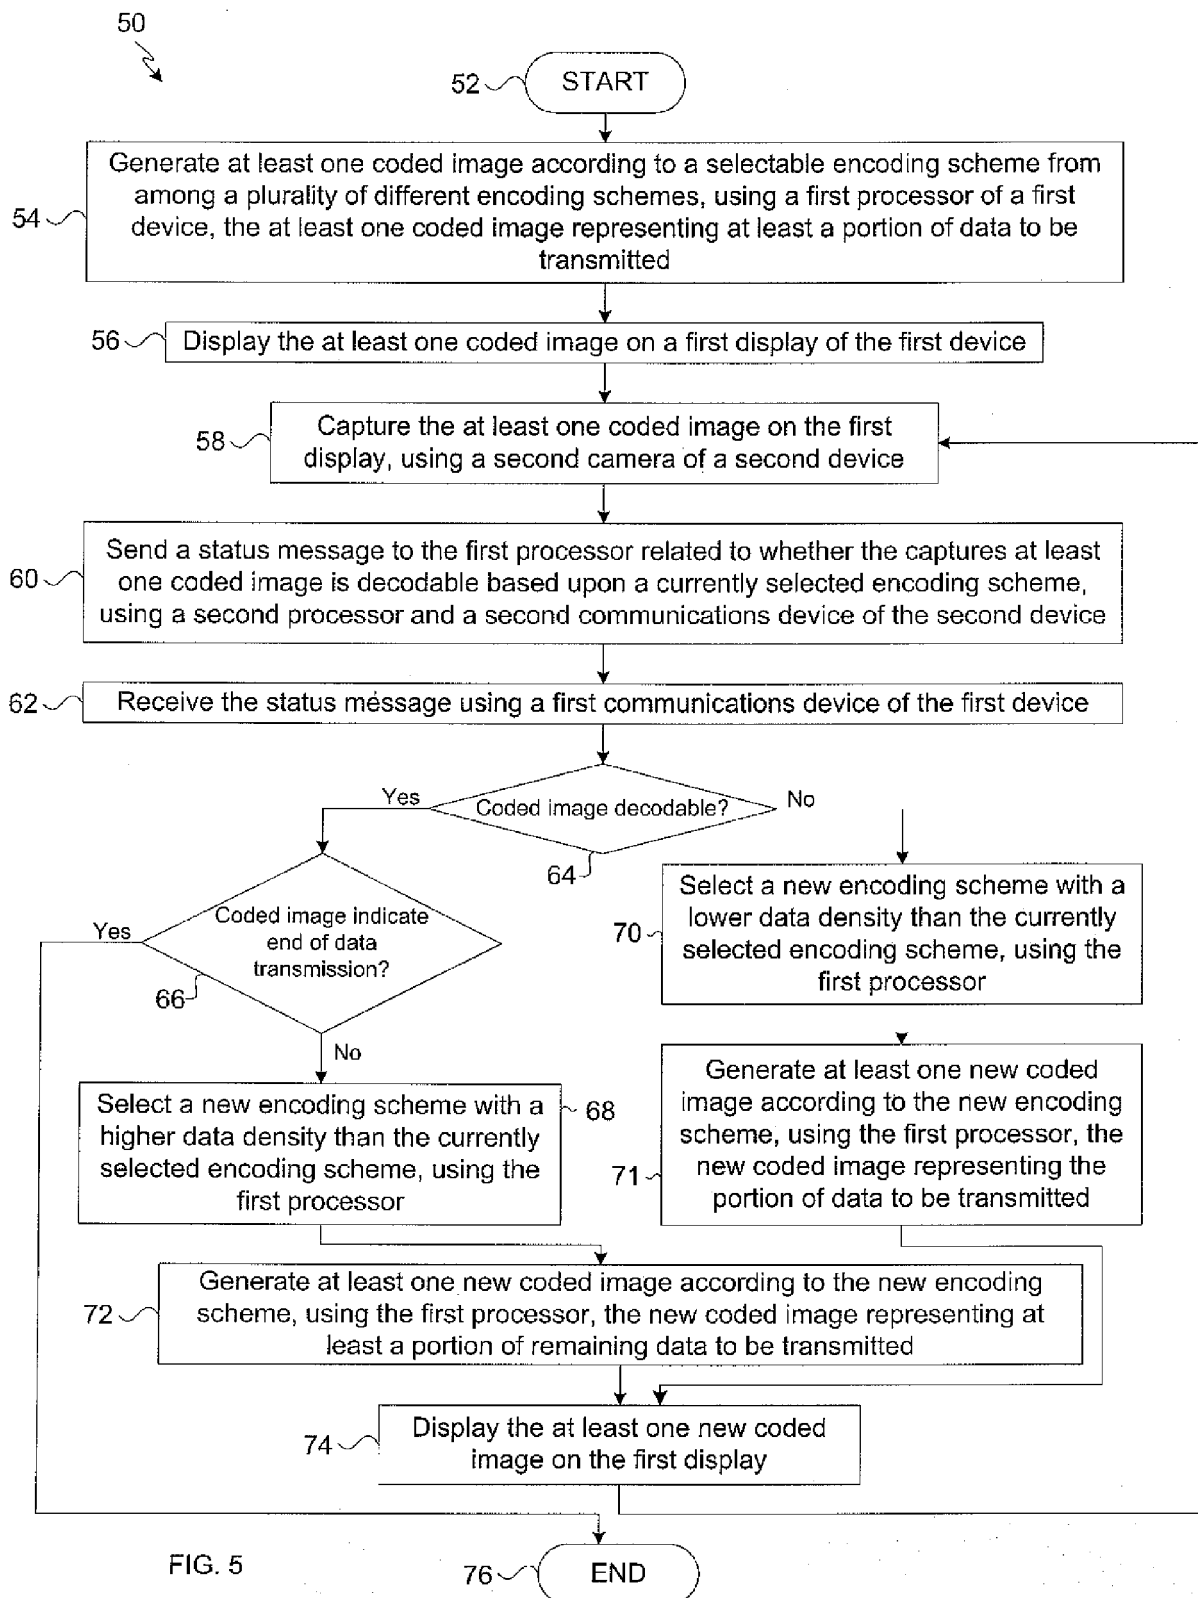 50
52
START
Generate at least one coded image according to a selectable encoding scheme from
among a plurality of different encoding schemes, using a first processor of a first
device, the at least one coded image representing at least a portion of data to be
transmitted
54
56
Display the at least one coded image on a first display of the first device
58
Capture the at least one coded image on the first
display, using a second camera of a second device
60
Send a status message to the first processor related to whether the captures at least
one coded image is decodable based upon a currently selected encoding scheme,
using a second processor and a second communications device of the second device
62
Receive the status message using a first communications device of the first device
Yes
Coded image decodable?
No
64
Yes
Coded image indicate
end of data
transmission?
66
No
70
Select a new encoding scheme with a
lower data density than the currently
selected encoding scheme, using the
first processor
Select a new encoding scheme with a
higher data density than the currently
selected encoding scheme, using the
first processor
68
71
Generate at least one new coded
image according to the new encoding
scheme, using the first processor, the
new coded image representing the
portion of data to be transmitted
72
Generate at least one new coded image according to the new encoding
scheme, using the first processor, the new coded image representing at
least a portion of remaining data to be transmitted
74
Display the at least one new coded
image on the first display
FIG. 5
76
END